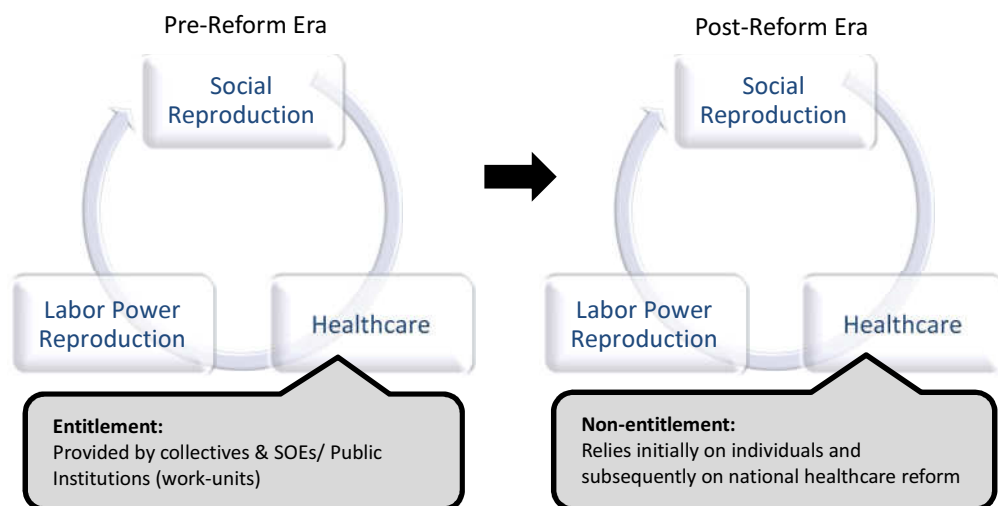 Pre-Reform Era
Social
Reproduction
Labor Power
Reproduction
Healthcare
Entitlement:
Provided by collectives & SOEs/ Public
Institutions (work-units)
Post-Reform Era
Social
Reproduction
Labor Power
Reproduction
Healthcare
Non-entitlement:
Relies initially on individuals and
subsequently on national healthcare reform